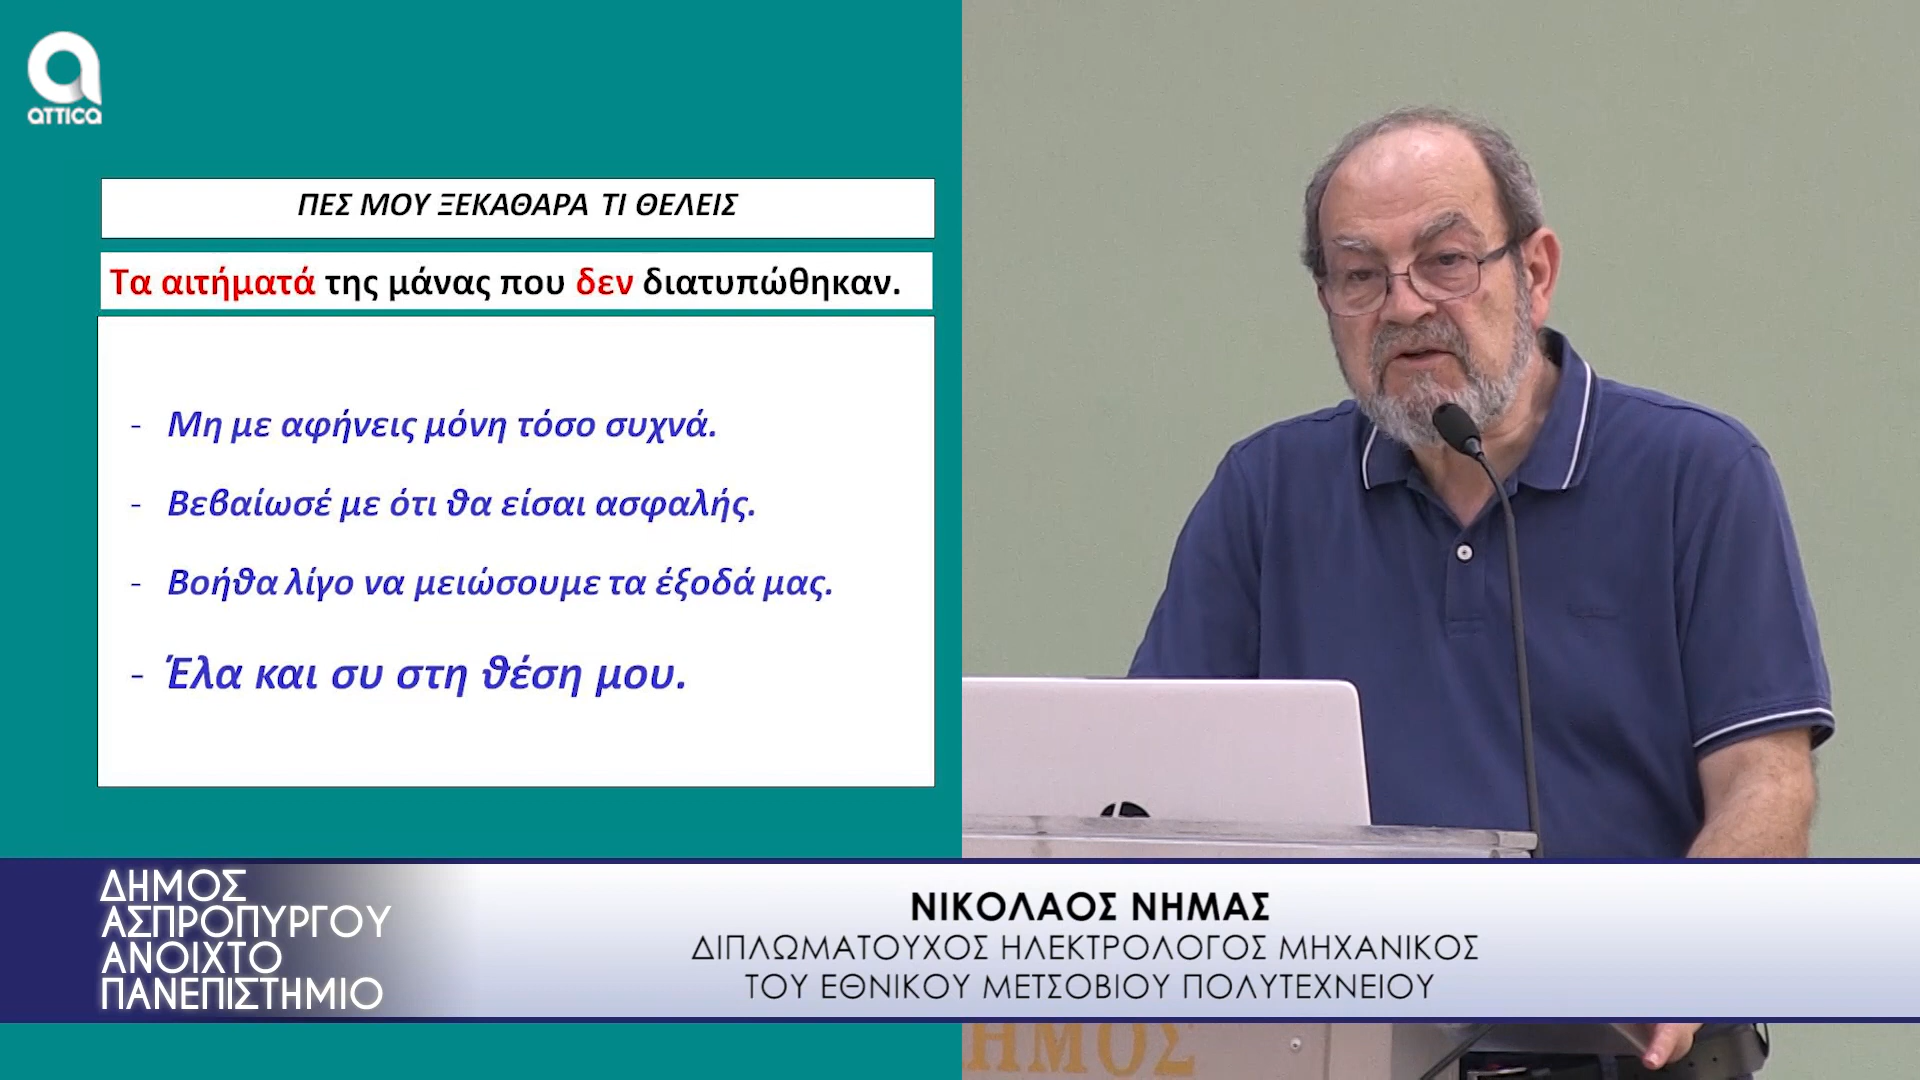 aττιca
ΠΕΣ ΜΟΥ ΞΕΚΑΘΑΡΑ ΤΙ ΘΕΛΕΙΣ
Τα αιτήματά της μάνας που δεν διατυπώθηκαν.
- Μη με αφήνεις μόνη τόσο συχνά.
- Βεβαίωσέ με ότι θα είσαι ασφαλής.
- Βοήθα λίγο να μειώσουμε τα έξοδά μας.
- Έλα και συ στη θέση μου.
ΔΗΜΟΣ
ΑΣΠΡΟΠΥΡΓΟΥ
ΑΝΟΙΧΤΟ
ΠΑΝΕΠΙΣΤΗΜΙΟ
ΝΙΚΟΛΑΟΣ ΝΗΜΑΣ
ΔΙΠΛΩΜΑΤΟΥΧΟΣ ΗΛΕΚΤΡΟΛΟΓΟΣ ΜΗΧΑΝΙΚΟΣ
ΤΟΥ ΕΘΝΙΚΟΥ ΜΕΤΣΟΒΙΟΥ ΠΟΛΥΤΕΧΝΕΙΟΥ
ΗΜΟΣ